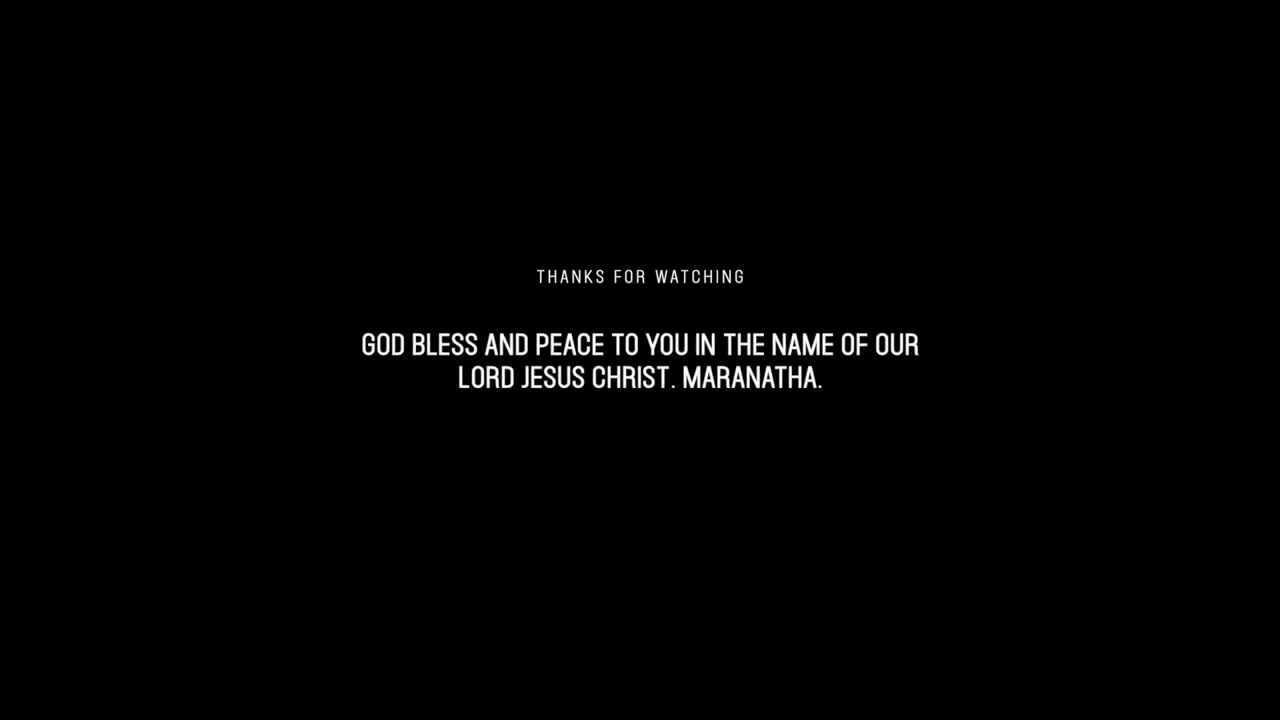 THANKS FOR WATCHING
GOD BLESS AND PEACE TO YOU IN THE NAME OF OUR
LORD JESUS CHRIST. MARANATHA.